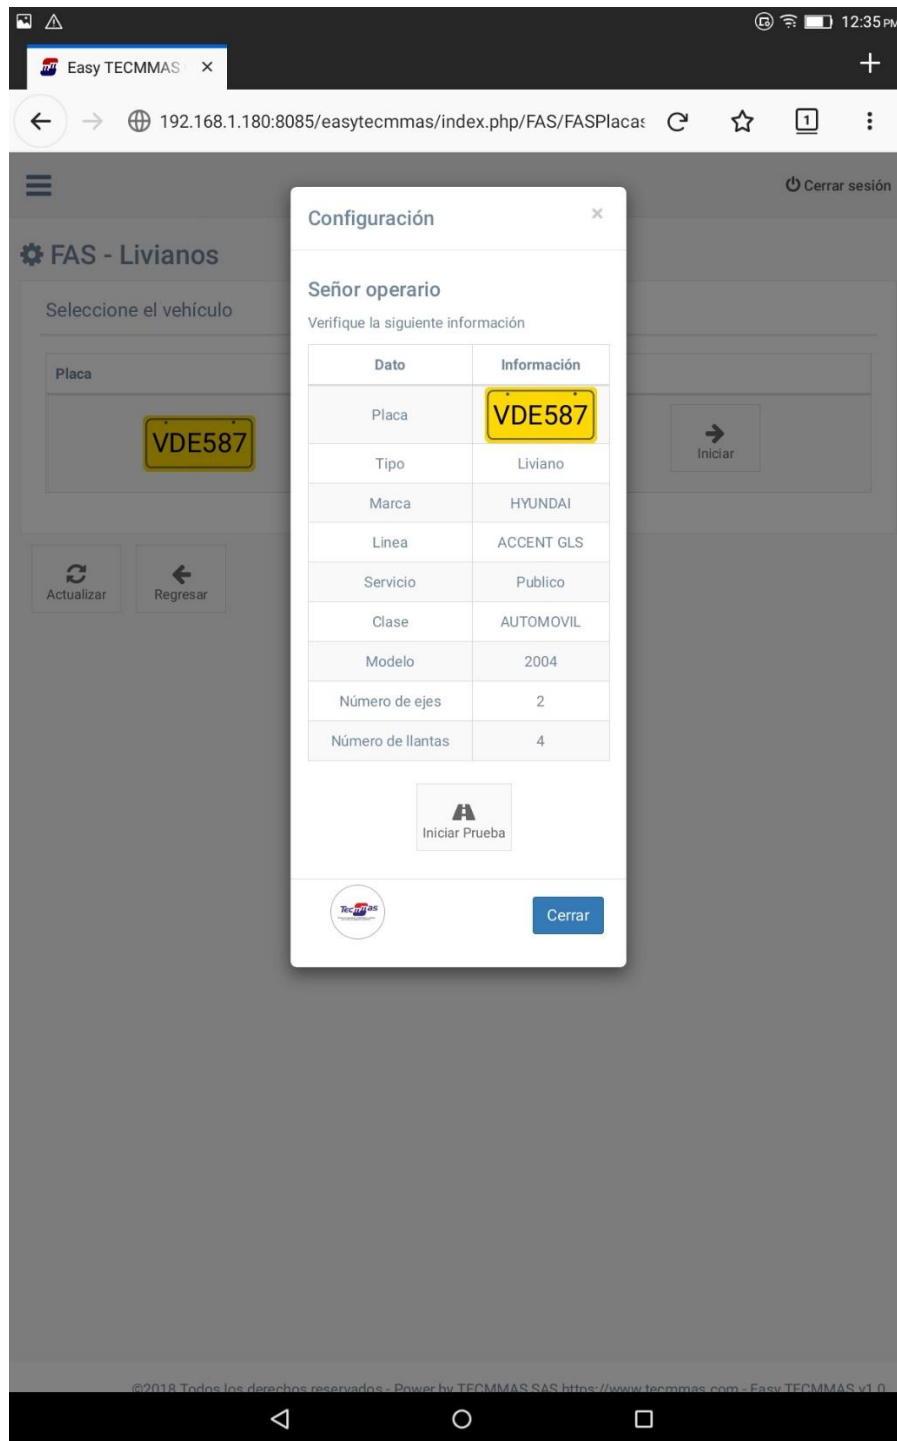 12:35 PM
Easy TECMMAS
192.168.1.180:8085/easytecmmas/index.php/FAS/FASPlacas
1
Cerrar sesión
FAS - Livianos
Seleccione el vehículo
Placa
VDE587
Iniciar
Actualizar
Regresar
Configuración
×
Señor operario
Verifique la siguiente información
Dato Información
Placa VDE587
Tipo Liviano
Marca HYUNDAI
Linea ACCENT GLS
Servicio Publico
Clase AUTOMOVIL
Modelo 2004
Número de ejes 2
Número de llantas 4
Iniciar Prueba
Tecmmas
Cerrar
©2018 Todos los derechos reservados - Power by TECMMAS SAS https://www.tecmmas.com - Easy TECMMAS v1.0